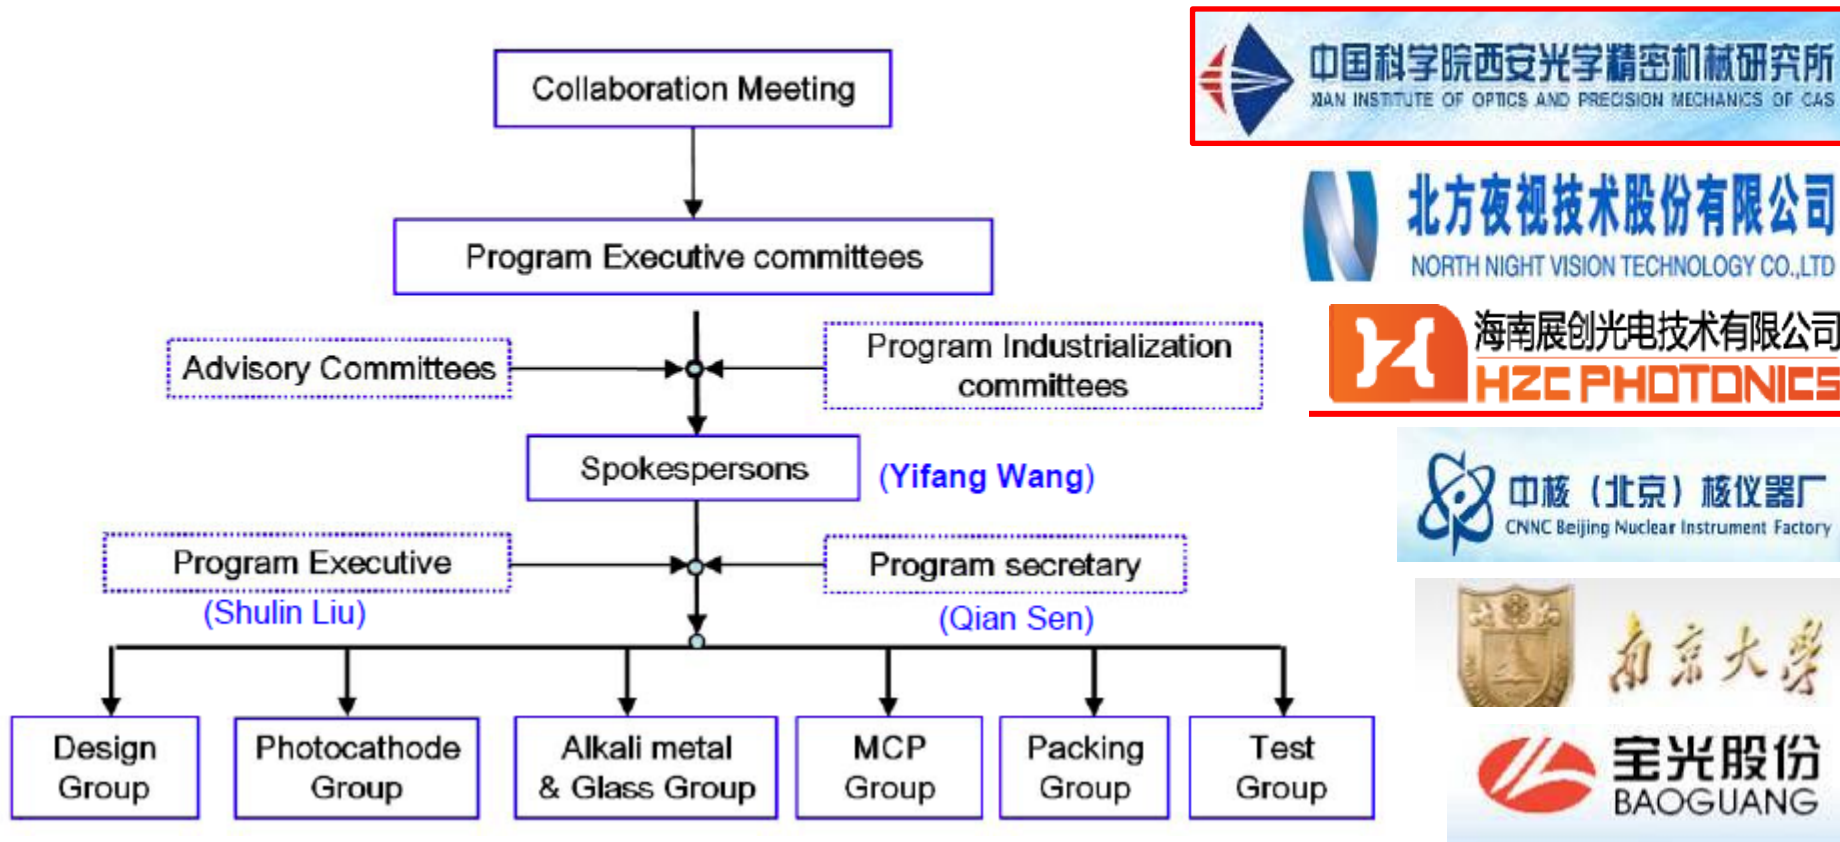 Collaboration Meeting
Program Executive committees
Advisory Committees
Program Industrialization
committees
Spokespersons
(Yifang Wang)
Program Executive
(Shulin Liu)
Program secretary
(Qian Sen)
Design
Group
Photocathode
Group
Alkali metal
& Glass Group
MCP
Group
Packing
Group
Test
Group
中国科学院西安光学精密机械研究所
XIAN INSTITUTE OF OPTICS AND PRECISION MECHANICS OF CAS
北方夜视技术股份有限公司
NORTH NIGHT VISION TECHNOLOGY CO.,LTD
海南展创光电技术有限公司
HZC PHOTONICS
中核（北京）核仪器厂
CNNC Beijing Nuclear Instrument Factory
南京大学
宝光股份
BAOGUANG